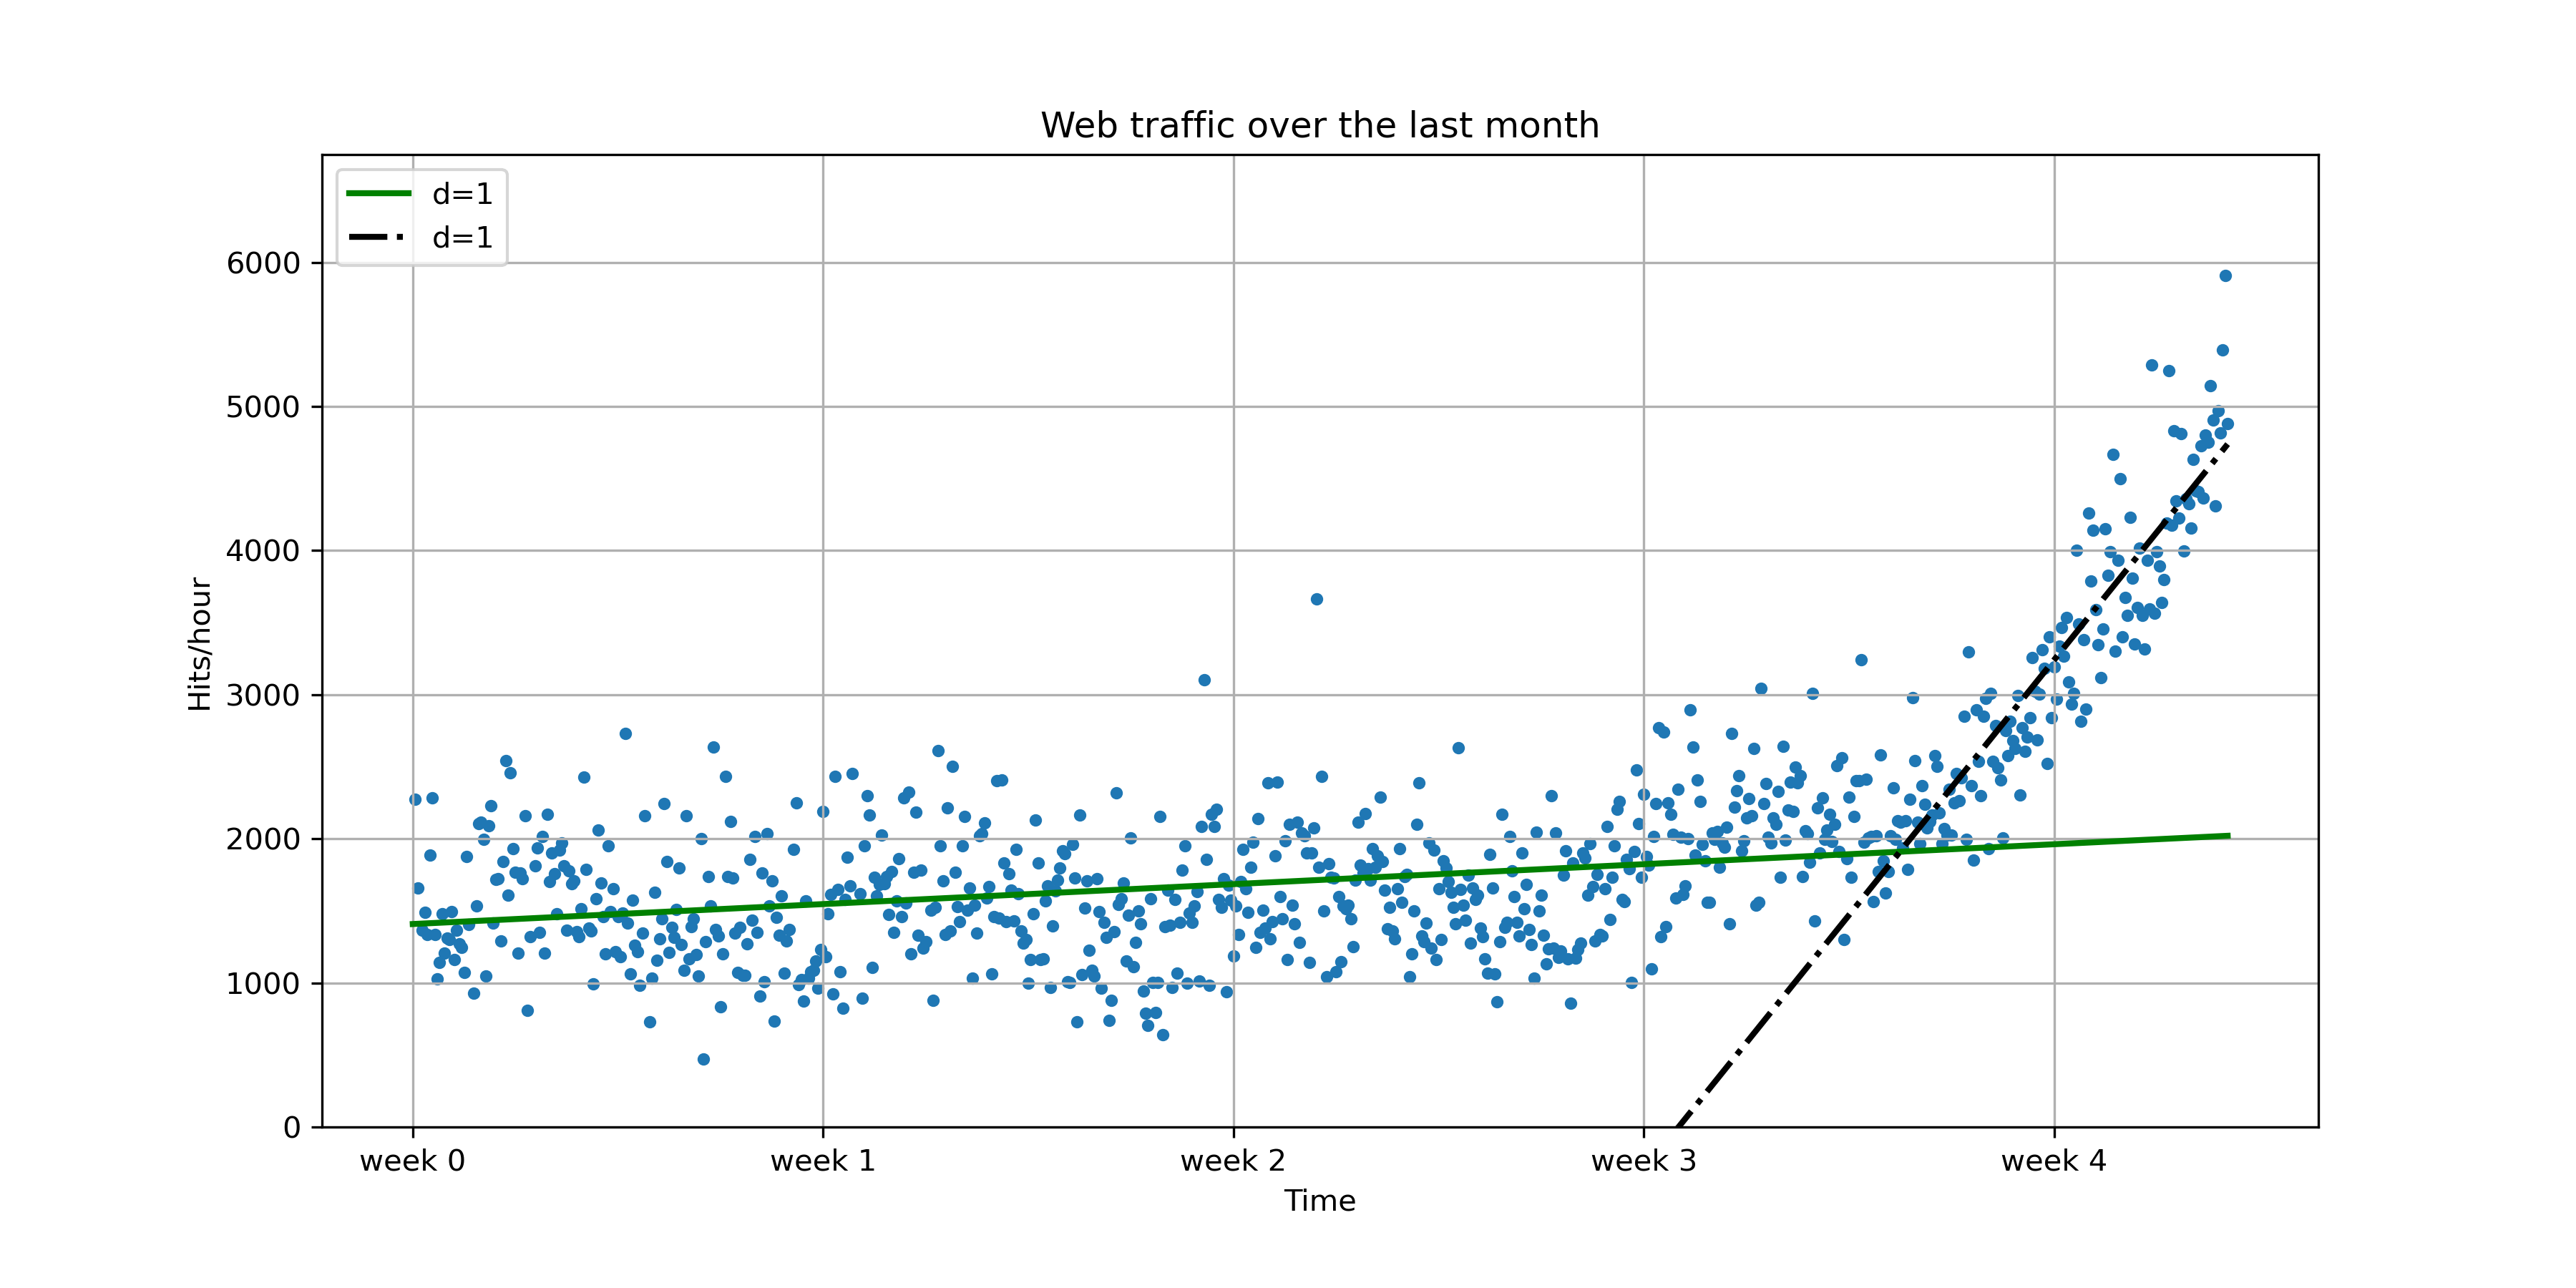 Web traffic over the last month
d=1
d=1
6000
5000
4000
3000
2000
1000
0
Hits/hour
week 0
week 1
week 2
week 3
week 4
Time